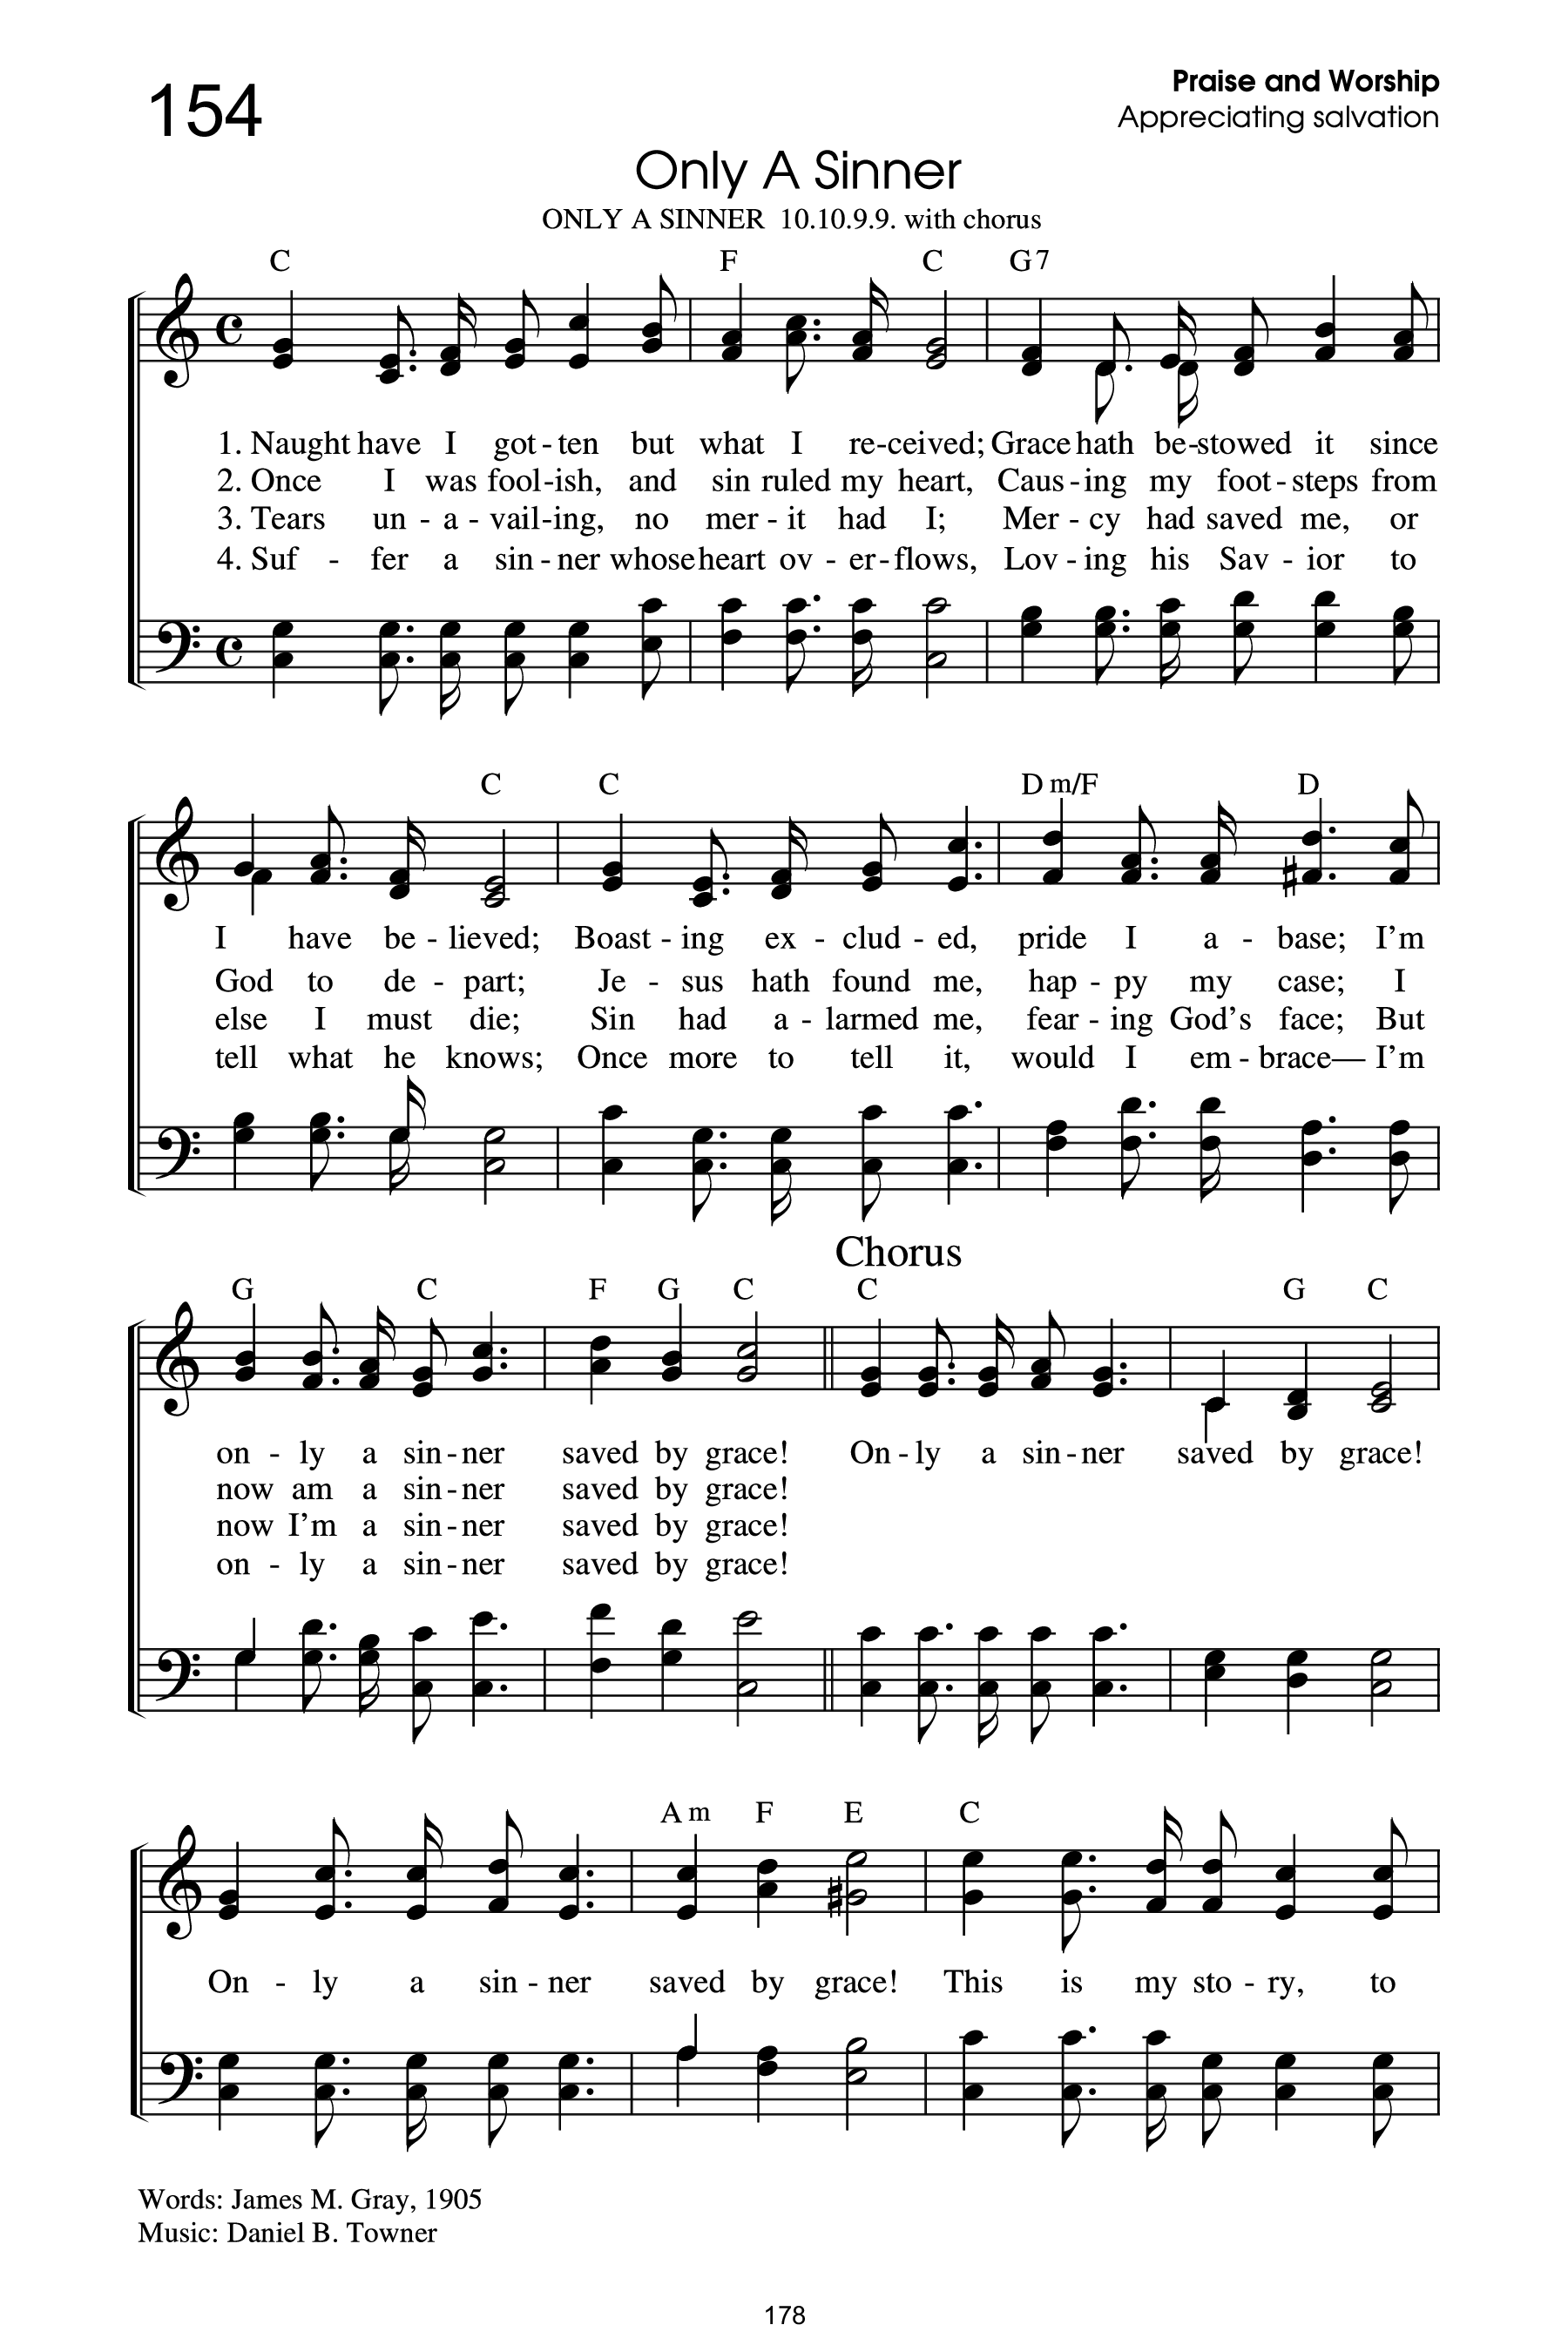 154
Praise and Worship
Appreciating salvation
Only A Sinner
ONLY A SINNER 10.10.9.9. with chorus
C F C G7
1. Naught have I got - ten but what I re - ceived; Grace hath be - stowed it since
2. Once I was fool - ish, and sin ruled my heart, Caus - ing my foot - steps from
3. Tears un - a - vail - ing, no mer - it had I; Mer - cy had saved me, or
4. Suf - fer a sin - ner whose heart ov - er - flows, Lov - ing his Sav - ior to
C C Dm/F D
I have be - lieved; Boast - ing ex - clud - ed, pride I a - base; I'm
God to de - part; Je - sus hath found me, hap - py my case; I
else I must die; Sin had a - larmed me, fear - ing God's face; But
tell what he knows; Once more to tell it, would I em - brace— I'm
Chorus
G C F G C C G C
on - ly a sin - ner saved by grace! On - ly a sin - ner saved by grace!
now am a sin - ner saved by grace!
now I'm a sin - ner saved by grace!
on - ly a sin - ner saved by grace!
Am F E C
On - ly a sin - ner saved by grace! This is my sto - ry, to
Words: James M. Gray, 1905
Music: Daniel B. Towner
178